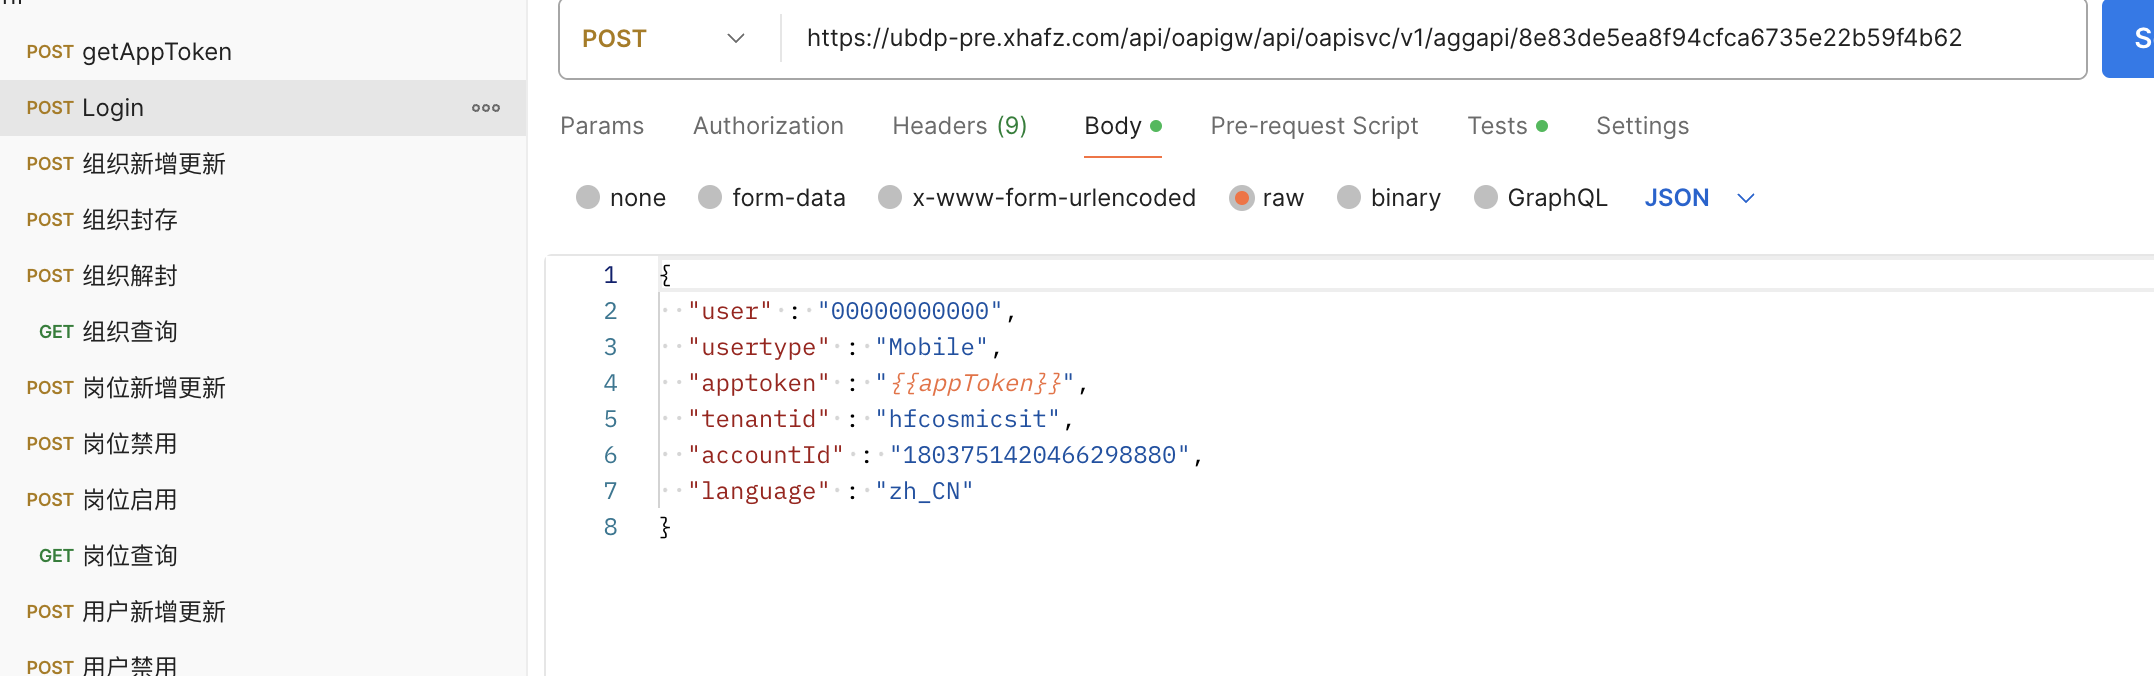 POST getAppToken
POST Login
POST 组织新增更新
POST 组织封存
POST 组织解封
GET 组织查询
POST 岗位新增更新
POST 岗位禁用
POST 岗位启用
GET 岗位查询
POST 用户新增更新
POST 用户禁用
POST https://ubdp-pre.xhafz.com/api/oapigw/api/oapisvc/v1/aggapi/8e83de5ea8f94cfca6735e22b59f4b62 S
Params Authorization Headers (9) Body Pre-request Script Tests Settings
none form-data x-www-form-urlencoded raw binary GraphQL JSON
1 {
2 "user" : "00000000000",
3 "usertype" : "Mobile",
4 "apptoken" : "{{appToken}}",
5 "tenantid" : "hfcosmicsit",
6 "accountId" : "1803751420466298880",
7 "language" : "zh_CN"
8 }